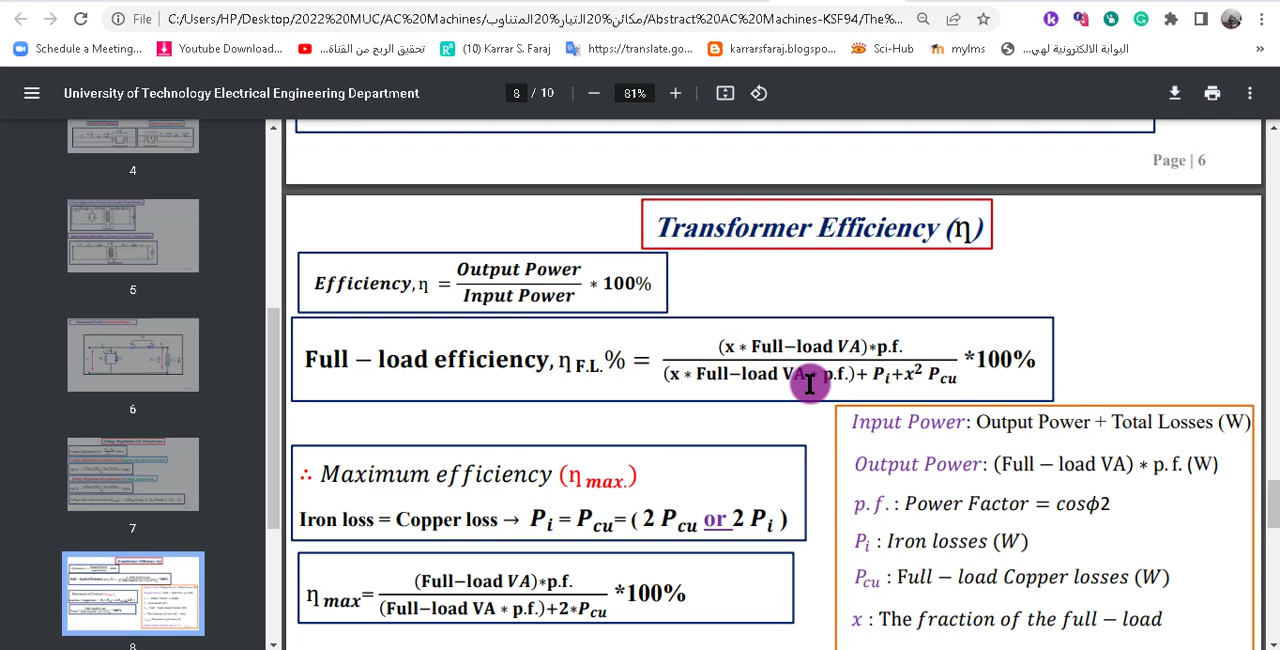 File C:/Users/HP/Desktop/2022%20MUC/AC%20Machines/مكائن%20التيار%20المتناوب/Abstract%20AC%20Machines-KSF94/The%...
Schedule a Meeting... Youtube Download... تحقيق الربح من القناة... (10) Karrar S. Faraj https://translate.go... karrarsfaraj.blogspo... Sci-Hub mylms البوابة الالكترونية لهي... »
University of Technology Electrical Engineering Department 8 / 10 81%
4
5
6
7
8
Page | 6
Transformer Efficiency (η)
Efficiency, η = Output Power / Input Power * 100%
Full − load efficiency, η F.L.% = (x * Full−load VA)*p.f. / (x * Full−load VA * p.f.)+ Pi+x² Pcu *100%
∴ Maximum efficiency (η max.)
Iron loss = Copper loss → Pi = Pcu= ( 2 Pcu or 2 Pi )
η max= (Full−load VA)*p.f. / (Full−load VA * p.f.)+2*Pcu *100%
Input Power: Output Power + Total Losses (W)
Output Power: (Full − load VA) * p. f. (W)
p. f. : Power Factor = cosϕ2
Pi : Iron losses (W)
Pcu : Full − load Copper losses (W)
x : The fraction of the full − load